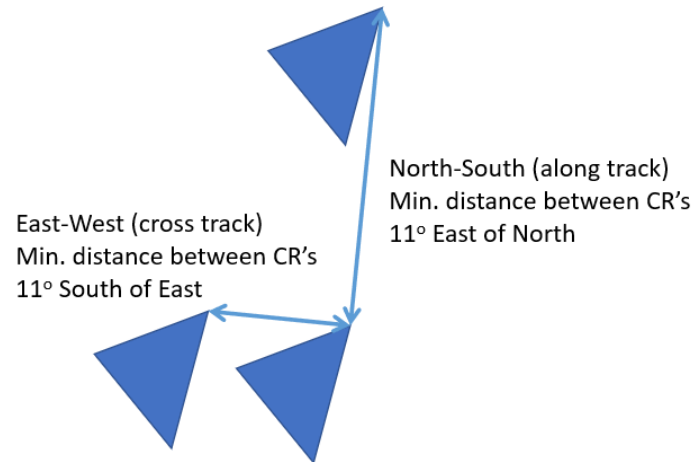 North-South (along track)
Min. distance between CR's
11° East of North
East-West (cross track)
Min. distance between CR's
11° South of East